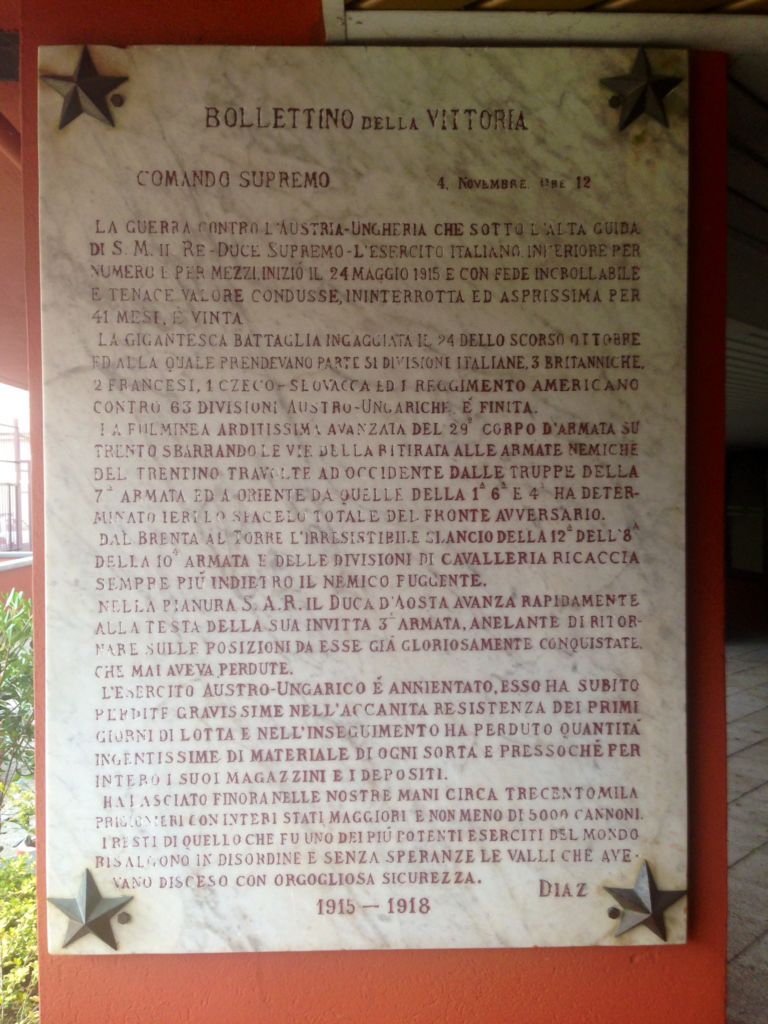 BOLLETTINO DELLA VITTORIA
COMANDO SUPREMO 4. NOVEMBRE. ORE 12
LA GUERRA CONTRO L'AUSTRIA-UNGHERIA CHE SOTTO L'ALTA GUIDA
DI S. M. IL RE-DUCE SUPREMO-L'ESERCITO ITALIANO, INFERIORE PER
NUMERO E PER MEZZI, INIZIÓ IL 24 MAGGIO 1915 E CON FEDE INCROLLABILE
E TENACE VALORE CONDUSSE, ININTERROTTA ED ASPRISSIMA PER
41 MESI, É VINTA
LA GIGANTESCA BATTAGLIA INGAGGIATA IL 24 DELLO SCORSO OTTOBRE
ED ALLA QUALE PRENDEVANO PARTE 51 DIVISIONI ITALIANE, 3 BRITANNICHE,
2 FRANCESI, 1 CZECO-SLOVACCA ED 1 REGGIMENTO AMERICANO
CONTRO 63 DIVISIONI AUSTRO-UNGARICHE, É FINITA.
LA FULMINEA ARDITISSIMA AVANZATA DEL 29° CORPO D'ARMATA SU
TRENTO SBARRANDO LE VIE DELLA RITIRATA ALLE ARMATE NEMICHE
DEL TRENTINO TRAVOLTE AD OCCIDENTE DALLE TRUPPE DELLA
7ª ARMATA ED A ORIENTE DA QUELLE DELLA 1ª 6ª E 4ª HA DETER-
MINATO IERI LO SFACELO TOTALE DEL FRONTE AVVERSARIO.
DAL BRENTA AL TORRE L'IRRESISTIBILE SLANCIO DELLA 12ª DELL'8ª
DELLA 10ª ARMATA E DELLE DIVISIONI DI CAVALLERIA RICACCIA
SEMPRE PIÚ INDIETRO IL NEMICO FUGGENTE.
NELLA PIANURA S. A. R. IL DUCA D'AOSTA AVANZA RAPIDAMENTE
ALLA TESTA DELLA SUA INVITTA 3ª ARMATA, ANELANTE DI RITOR-
NARE SULLE POSIZIONI DA ESSE GIÁ GLORIOSAMENTE CONQUISTATE,
CHE MAI AVEVA PERDUTE.
L'ESERCITO AUSTRO-UNGARICO É ANNIENTATO, ESSO HA SUBITO
PERDITE GRAVISSIME NELL'ACCANITA RESISTENZA DEI PRIMI
GIORNI DI LOTTA E NELL'INSEGUIMENTO HA PERDUTO QUANTITÁ
INGENTISSIME DI MATERIALE DI OGNI SORTA E PRESSOCHÉ PER
INTERO I SUOI MAGAZZINI E I DEPOSITI.
HA LASCIATO FINORA NELLE NOSTRE MANI CIRCA TRECENTOMILA
PRIGIONIERI CON INTERI STATI MAGGIORI E NON MENO DI 5000 CANNONI.
I RESTI DI QUELLO CHE FU UNO DEI PIÚ POTENTI ESERCITI DEL MONDO
RISALGONO IN DISORDINE E SENZA SPERANZE LE VALLI CHE AVE-
VANO DISCESO CON ORGOGLIOSA SICUREZZA.
DIAZ
1915 - 1918